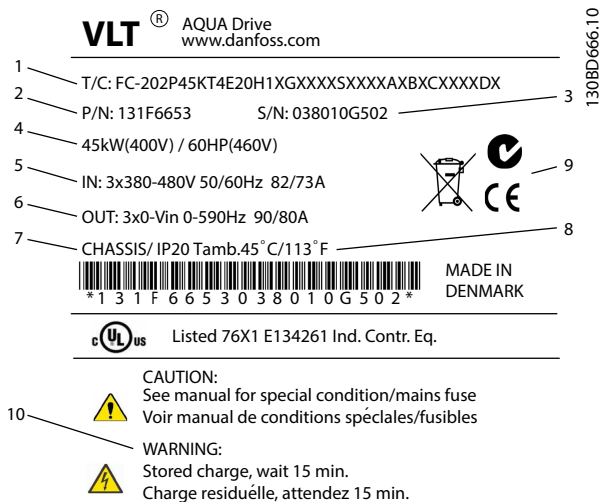 VLT ® AQUA Drive
www.danfoss.com
130BD666.10
1 T/C: FC-202P45KT4E20H1XGXXXXSXXXXAXBXCXXXXDX
2 P/N: 131F6653 S/N: 038010G502 3
4 45kW(400V) / 60HP(460V)
5 IN: 3x380-480V 50/60Hz 82/73A 9
CE
6 OUT: 3x0-Vin 0-590Hz 90/80A
7 CHASSIS/ IP20 Tamb.45˚C/113˚F 8
*131F6653038010G502*
MADE IN
DENMARK
c UL us Listed 76X1 E134261 Ind. Contr. Eq.
CAUTION:
See manual for special condition/mains fuse
Voir manual de conditions spéclales/fusibles
10 WARNING:
Stored charge, wait 15 min.
Charge residuélle, attendez 15 min.